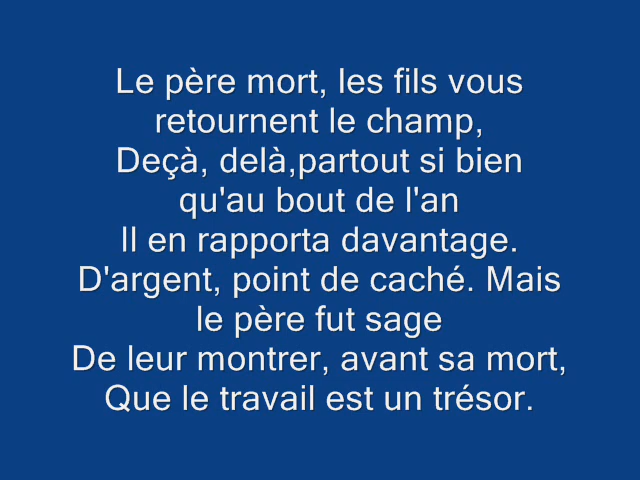 Le père mort, les fils vous
retournent le champ,
Deçà, delà,partout si bien
qu'au bout de l'an
Il en rapporta davantage.
D'argent, point de caché. Mais
le père fut sage
De leur montrer, avant sa mort,
Que le travail est un trésor.